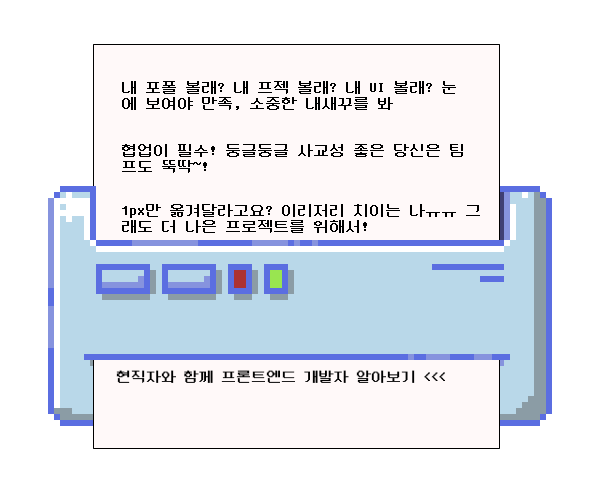 내 포폴 볼래? 내 프젝 볼래? 내 UI 볼래? 눈
에 보여야 만족, 소중한 내새꾸를 봐
협업이 필수! 둥글둥글 사교성 좋은 당신은 팀
프도 뚝딱~!
1px만 옮겨달라고요? 이리저리 치이는 나ㅠㅠ 그
래도 더 나은 프로젝트를 위해서!
현직자와 함께 프론트엔드 개발자 알아보기 <<<